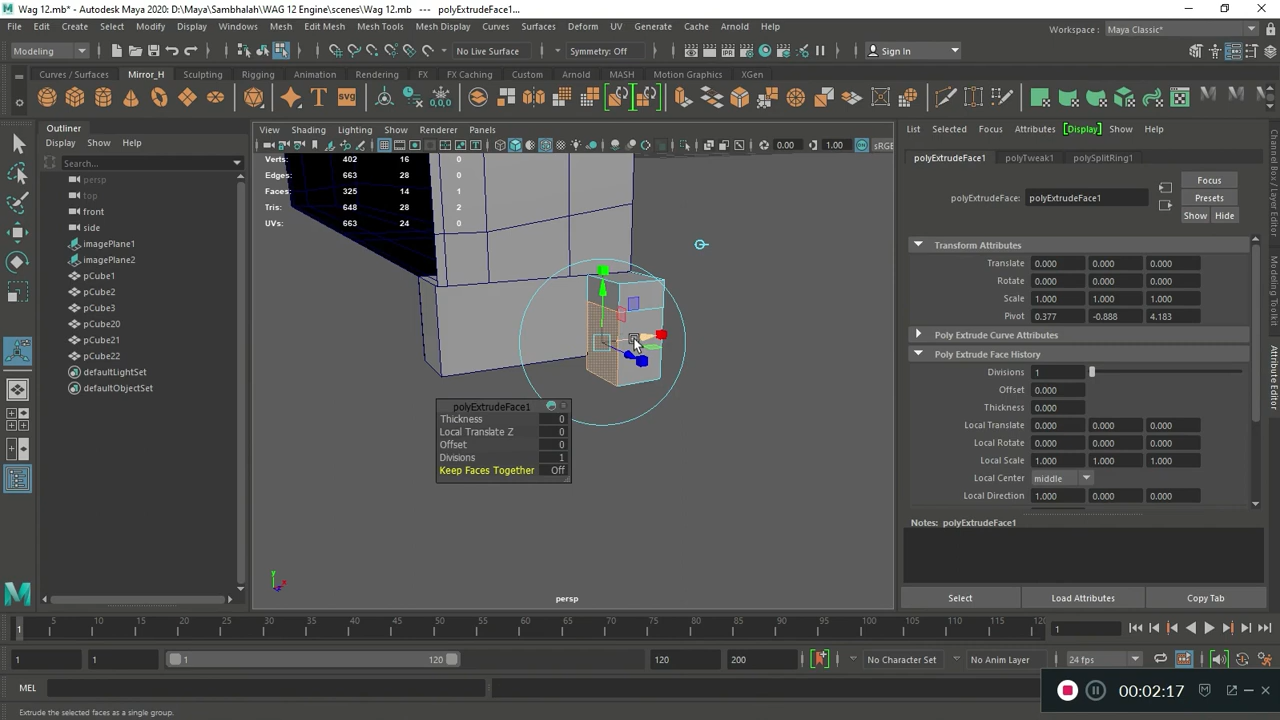 Wag 12.mb* - Autodesk Maya 2020: D:\Maya\Sambhalah\WAG 12 Engine\scenes\Wag 12.mb   ---   polyExtrudeFace1...
File Edit Create Select Modify Display Windows Mesh Edit Mesh Mesh Tools Mesh Display Curves Surfaces Deform UV Generate Cache Arnold Help
Workspace : Maya Classic*
Modeling No Live Surface Symmetry: Off Sign In
Curves / Surfaces Mirror_H Sculpting Rigging Animation Rendering FX FX Caching Custom Arnold MASH Motion Graphics XGen
Outliner
Display Show Help
Search...
persp
top
front
side
imagePlane1
imagePlane2
pCube1
pCube2
pCube3
pCube20
pCube21
pCube22
defaultLightSet
defaultObjectSet
View Shading Lighting Show Renderer Panels
0.00 1.00 sRGE
Verts: 402 16 0
Edges: 663 28 0
Faces: 325 14 1
Tris: 648 28 2
UVs: 663 24 0
polyExtrudeFace1
Thickness 0
Local Translate Z 0
Offset 0
Divisions 1
Keep Faces Together Off
persp
List Selected Focus Attributes [Display] Show Help
polyExtrudeFace1 polyTweak1 polySplitRing1
polyExtrudeFace: polyExtrudeFace1
Focus
Presets
Show Hide
Transform Attributes
Translate 0.000 0.000 0.000
Rotate 0.000 0.000 0.000
Scale 1.000 1.000 1.000
Pivot 0.377 -0.888 4.183
Poly Extrude Curve Attributes
Poly Extrude Face History
Divisions 1
Offset 0.000
Thickness 0.000
Local Translate 0.000 0.000 0.000
Local Rotate 0.000 0.000 0.000
Local Scale 1.000 1.000 1.000
Local Center middle
Local Direction 1.000 0.000 0.000
Notes: polyExtrudeFace1
Select Load Attributes Copy Tab
Channel Box / Layer Editor
Modeling Toolkit
Attribute Editor
1 5 10 15 20 25 30 35 40 45 50 55 60 65 70 75 80 85 90 95 100 105 110 115 120 1
1 1 1 120 120 200 No Character Set No Anim Layer 24 fps
MEL
Extrude the selected faces as a single group.
00:02:17